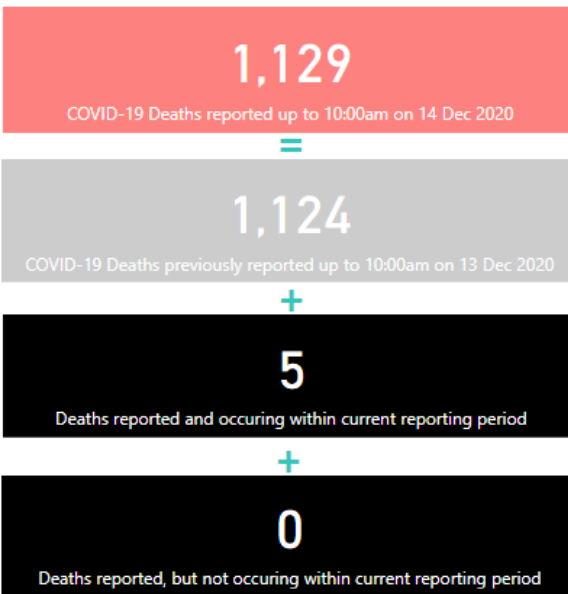 1,129
COVID-19 Deaths reported up to 10:00am on 14 Dec 2020
=
1,124
COVID-19 Deaths previously reported up to 10:00am on 13 Dec 2020
+
5
Deaths reported and occuring within current reporting period
+
0
Deaths reported, but not occuring within current reporting period